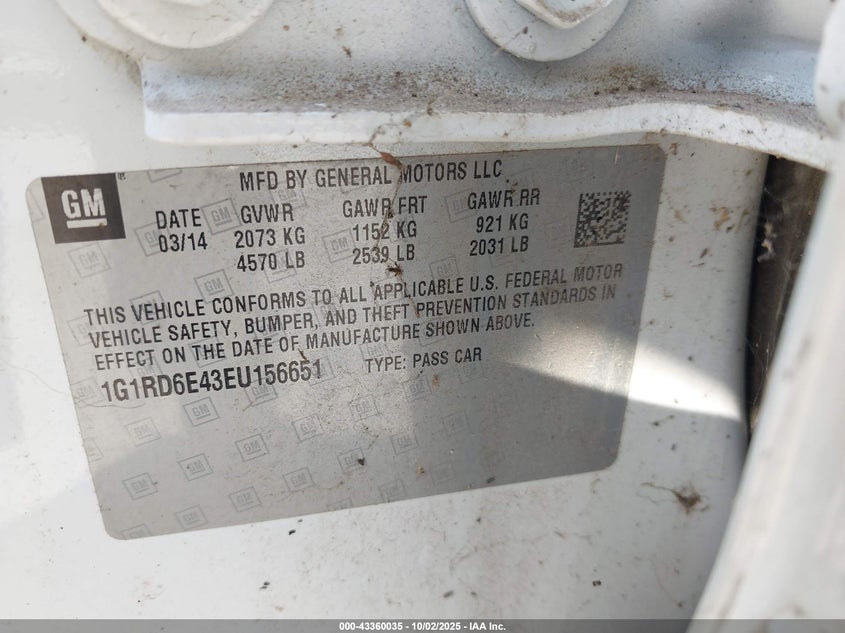 GM
MFD BY GENERAL MOTORS LLC
DATE GVWR GAWR FRT GAWR RR
03/14 2073 KG 1152 KG 921 KG
4570 LB 2539 LB 2031 LB
THIS VEHICLE CONFORMS TO ALL APPLICABLE U.S. FEDERAL MOTOR
VEHICLE SAFETY, BUMPER, AND THEFT PREVENTION STANDARDS IN
EFFECT ON THE DATE OF MANUFACTURE SHOWN ABOVE.
1G1RD6E43EU156651 TYPE: PASS CAR
000-43360035 - 10/02/2025 - IAA Inc.